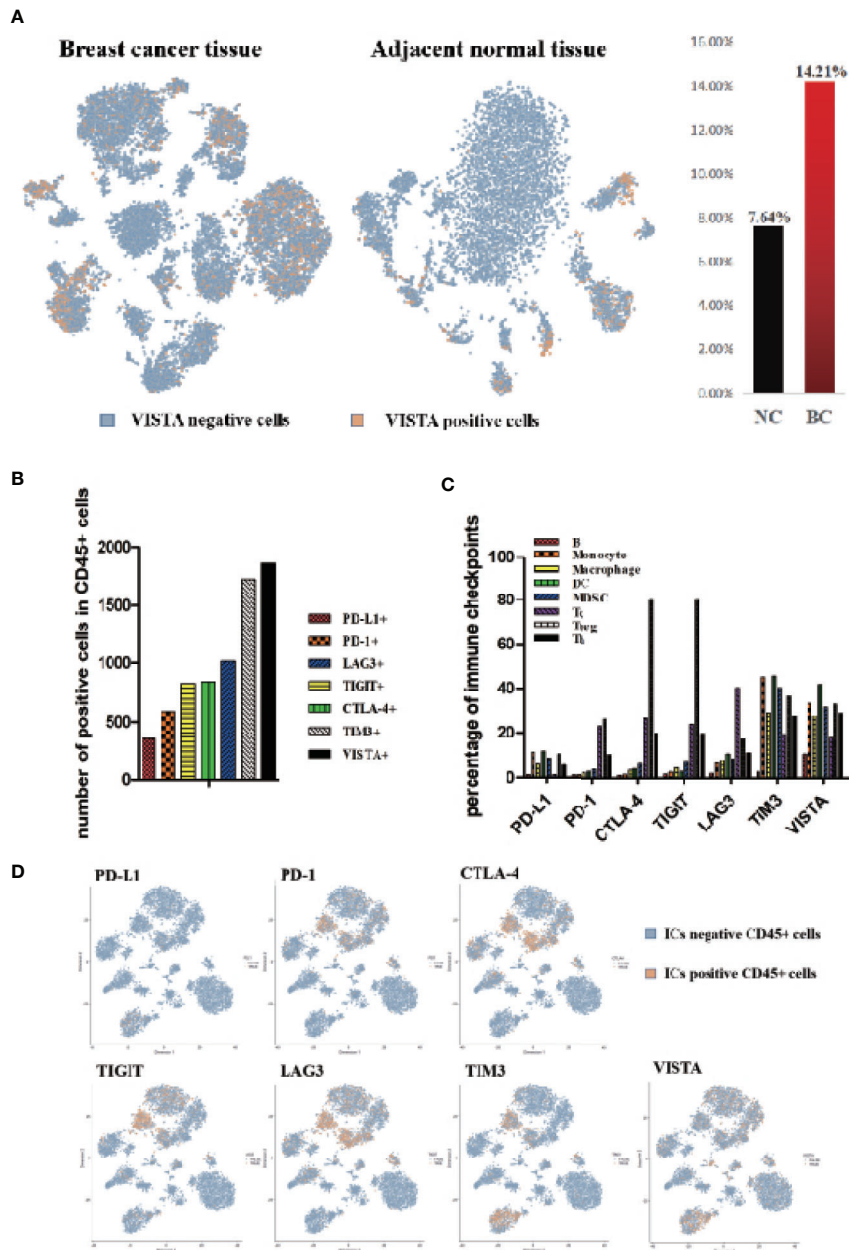 A
Breast cancer tissue
Adjacent normal tissue
16.00%
14.00%
12.00%
10.00%
8.00%
6.00%
4.00%
2.00%
0.00%
7.64%
14.21%
NC
BC
VISTA negative cells
VISTA positive cells
B
number of positive cells in CD45+ cells
2000
1500
1000
500
0
PD-L1+
PD-1+
LAG3+
TIGIT+
CTLA-4+
TIM3+
VISTA+
C
percentage of immune checkpoints
100
80
60
40
20
0
B
Monocyte
Macrophage
DC
MDSC
PD-L1
PD-1
CTLA-4
TIGIT
LAG3
TIM3
VISTA
D
PD-L1
PD-1
CTLA-4
ICs negative CD45+ cells
ICs positive CD45+ cells
TIGIT
LAG3
TIM3
VISTA